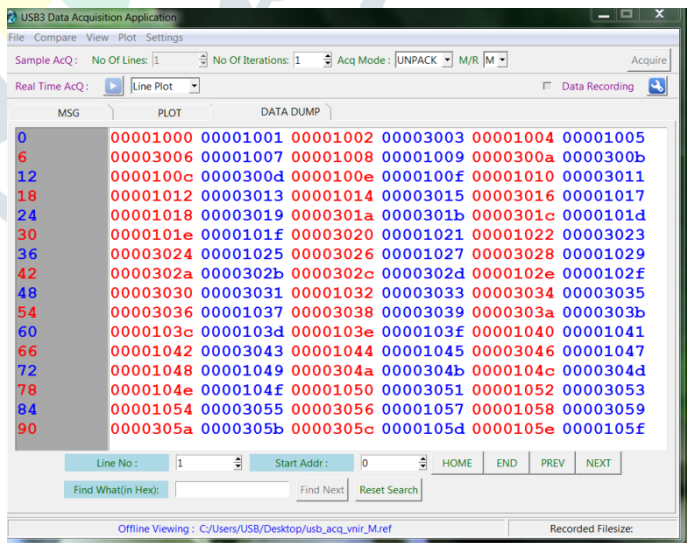 USB3 Data Acquisition Application
File Compare View Plot Settings
Sample AcQ : No Of Lines: 1 No Of Iterations: 1 Acq Mode : UNPACK M/R M Acquire
Real Time AcQ : Line Plot Data Recording
MSG PLOT DATA DUMP
0 00001000 00001001 00001002 00003003 00001004 00001005
6 00003006 00001007 00001008 00001009 0000300a 0000300b
12 0000100c 0000300d 0000100e 0000100f 00001010 00003011
18 00001012 00003013 00001014 00003015 00003016 00001017
24 00001018 00003019 0000301a 0000301b 0000301c 0000101d
30 0000101e 0000101f 00003020 00001021 00001022 00003023
36 00003024 00001025 00003026 00001027 00003028 00001029
42 0000302a 0000302b 0000302c 0000302d 0000102e 0000102f
48 00003030 00003031 00001032 00003033 00003034 00003035
54 00003036 00001037 00003038 00003039 0000303a 0000303b
60 0000103c 0000103d 0000103e 0000103f 00001040 00001041
66 00001042 00003043 00001044 00001045 00003046 00001047
72 00001048 00001049 0000304a 0000304b 0000104c 0000304d
78 0000104e 0000104f 00001050 00003051 00001052 00003053
84 00001054 00003055 00003056 00001057 00001058 00003059
90 0000305a 0000305b 0000305c 0000105d 0000105e 0000105f
Line No : 1 Start Addr : 0 HOME END PREV NEXT
Find What(in Hex): Find Next Reset Search
Offline Viewing : C:/Users/USB/Desktop/usb_acq_vnir_M.ref Recorded Filesize: